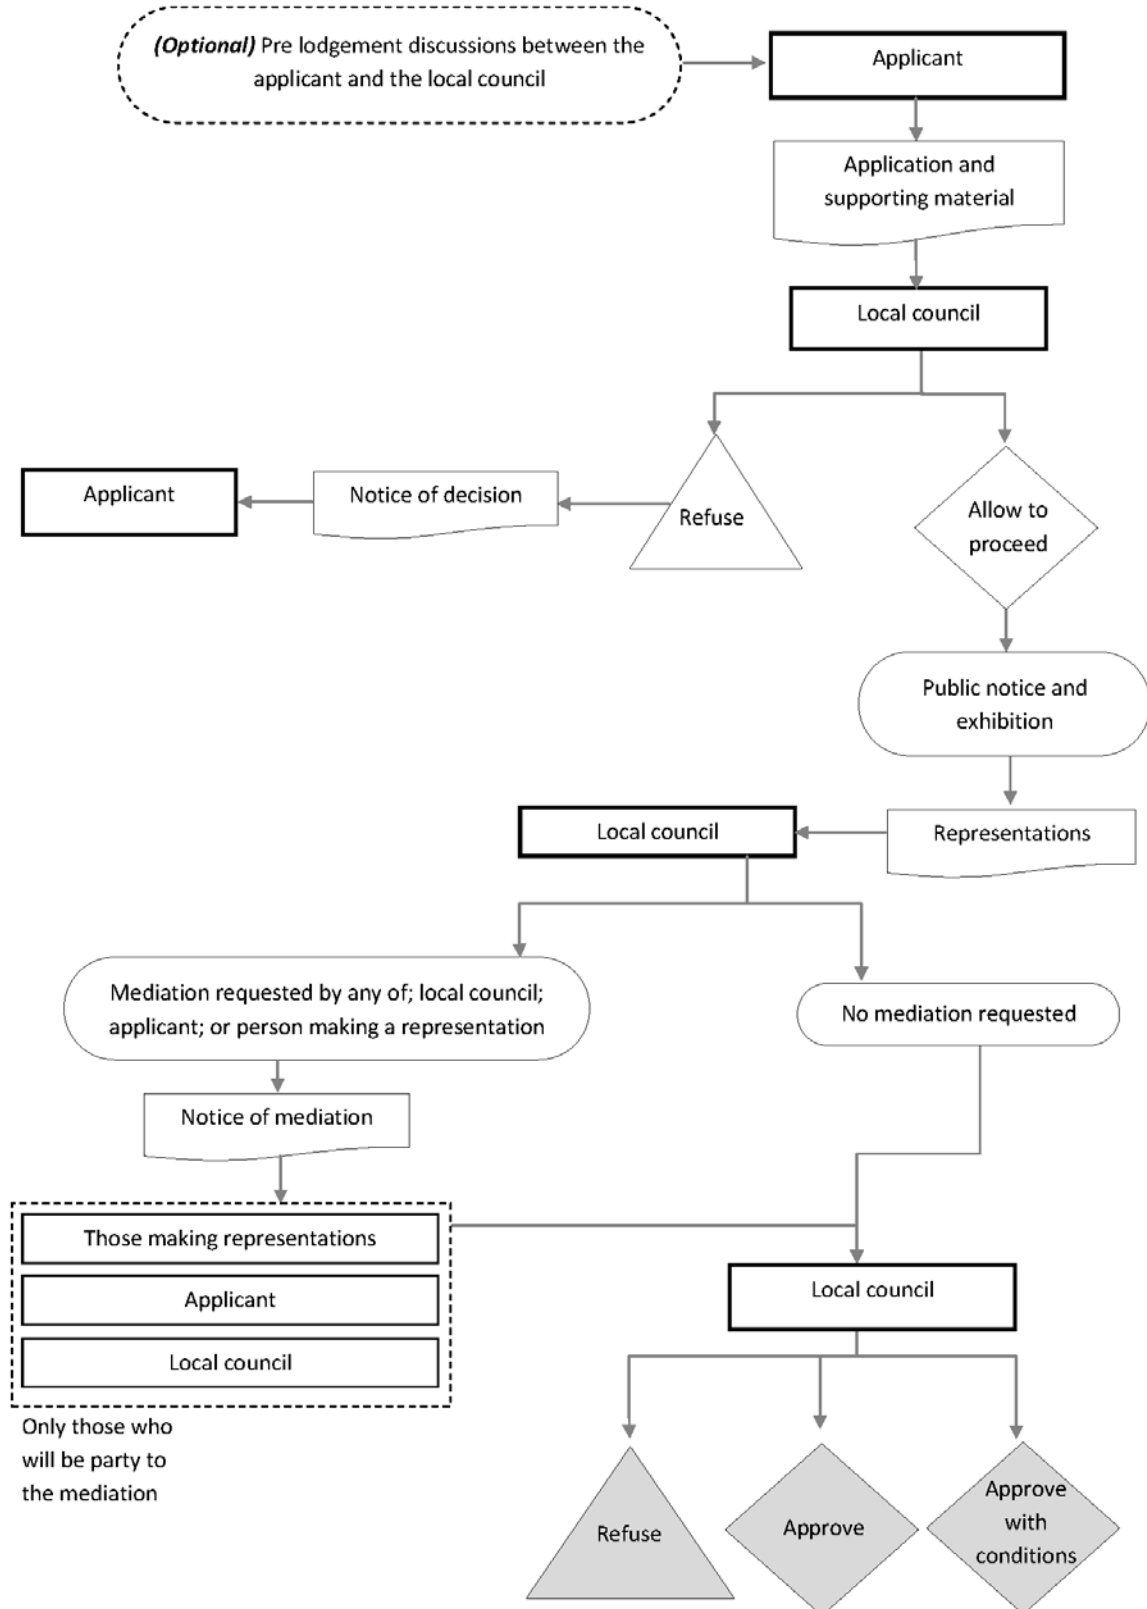 (Optional) Pre lodgement discussions between the
applicant and the local council
Applicant
Application and
supporting material
Local council
Applicant
Notice of decision
Refuse
Allow to
proceed
Public notice and
exhibition
Local council
Representations
Mediation requested by any of; local council;
applicant; or person making a representation
No mediation requested
Notice of mediation
Those making representations
Applicant
Local council
Only those who
will be party to
the mediation
Local council
Refuse
Approve
Approve
with
conditions